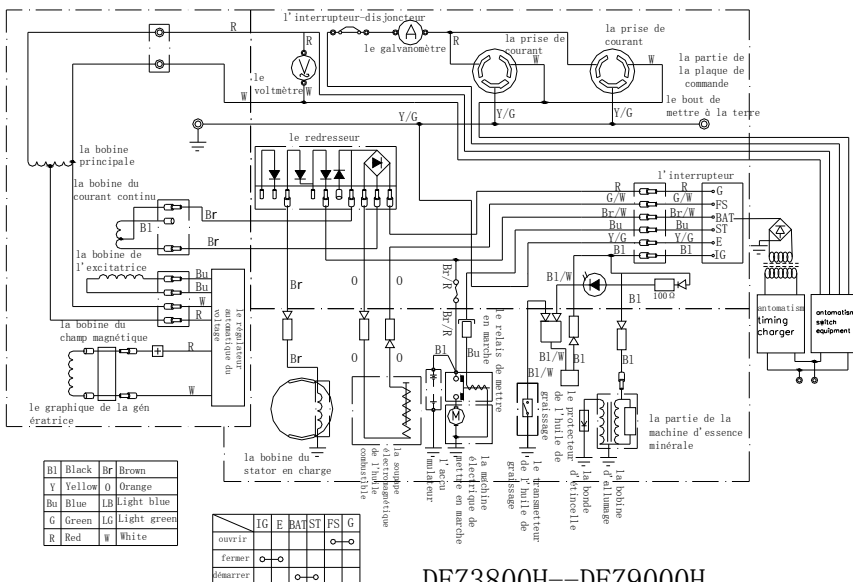 l'interrupteur-disjoncteur
R
R
A
le galvanomètre
R
la prise de
courant
W
la prise de
courant
W
la partie de
la plaque de
commande
V
le
voltmètre
W
W
le bout de
mettre à la terre
Y/G
Y/G
Y/G
la bobine
principale
le redresseur
l'interrupteur
la bobine du
courant continu
Bl
Br
Br
R
G/W
Br/W
Bu
Y/G
Bl
R
G/W
Br/W
Bu
Y/G
Bl
G
FS
BAT
ST
E
IG
la bobine de
l'excitatrice
Bu
Bu
W
R
le régulateur
automatique du
voltage
la bobine du
champ magnétique
R
W
le graphique de la gén
ératrice
Br
O
O
Br/R
Br/R
le relais de mettre
en marche
Bl/W
100Ω
Bl
Br
O
O
Bl
Bu
M
Bl/W
Bl/W
Bl
Bl
automatism
timing
charger
automatism
switch
equipment
la bobine du
stator en charge
la soupape
électromagnétique
de l'huile
combustible
l'accu
mulateur
la machine
électrique de
mettre en marche
le transmetteur
de l'huile de
graissage
le protecteur
de l'huile de
graissage
la bonde
d'étincelle
la bobine
d'allumage
la partie de la
machine d'essence
minérale
Bl Black Br Brown
Y Yellow O Orange
Bu Blue LB Light blue
G Green LG Light green
R Red W White
IG E BAT ST FS G
ouvrir
fermer
démarrer
DEZ3800H--DEZ9000H